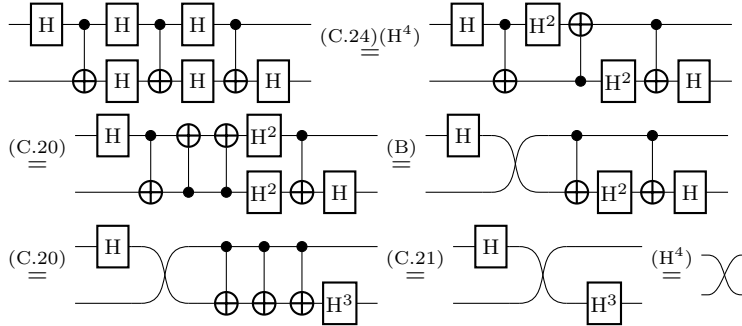 H H H (C.24)(H⁴) = H H²
H H H H² H
(C.20) = H H² (B) = H
H² H H² H
(C.20) = H (C.21) = H (H⁴) =
H³ H³